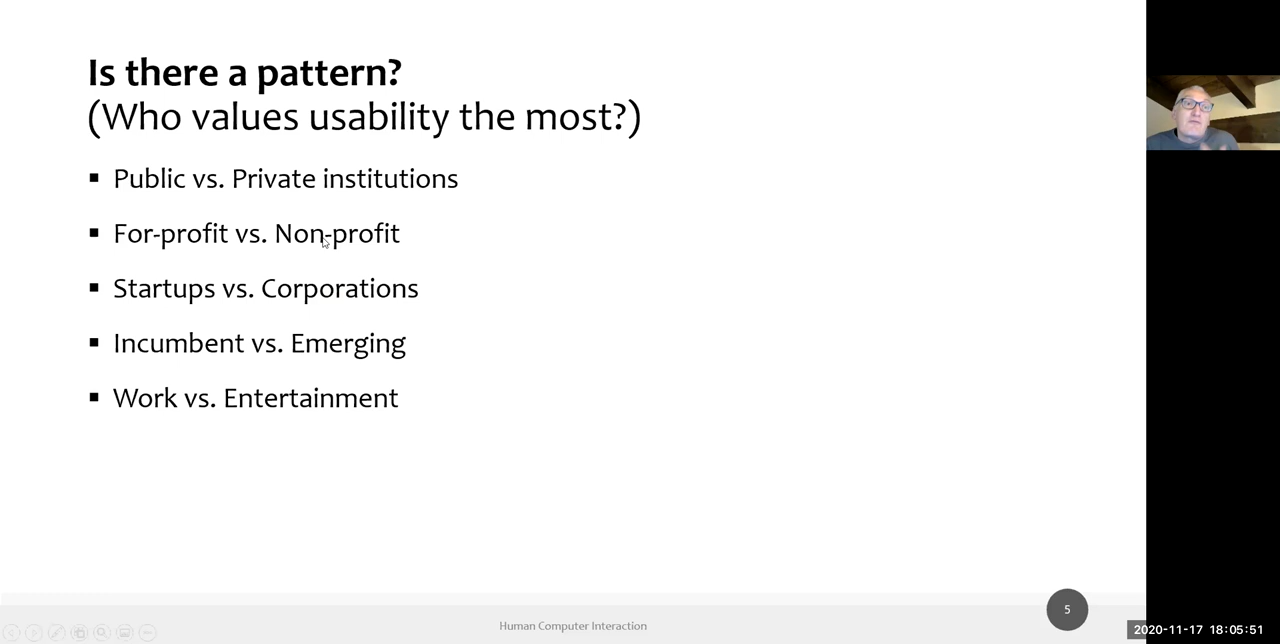 Is there a pattern?
(Who values usability the most?)
▪ Public vs. Private institutions
▪ For-profit vs. Non-profit
▪ Startups vs. Corporations
▪ Incumbent vs. Emerging
▪ Work vs. Entertainment
Human Computer Interaction
5
2020-11-17 18:05:51